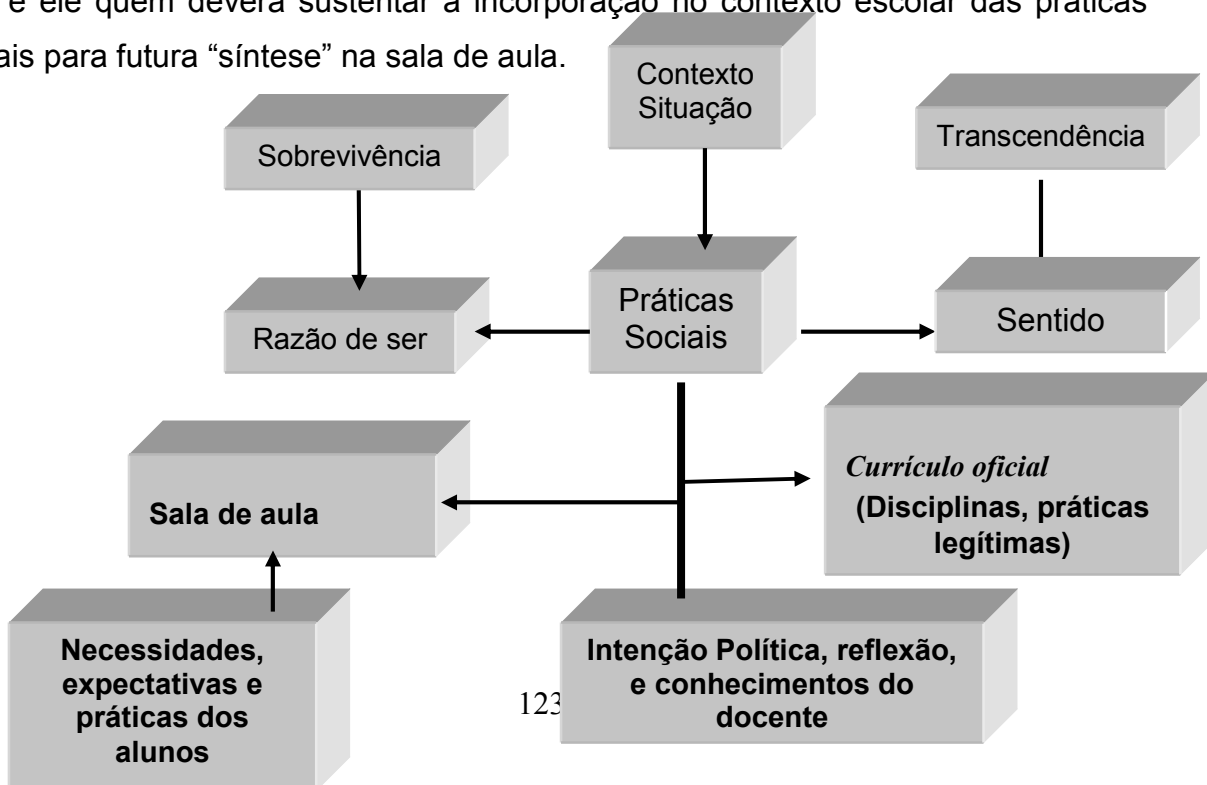 é ele quem deverá sustentar a incorporação no contexto escolar das práticas
ais para futura “síntese” na sala de aula.
Contexto
Situação
Sobrevivência
Transcendência
Práticas
Sociais
Razão de ser
Sentido
Currículo oficial
(Disciplinas, práticas
legítimas)
Sala de aula
Necessidades,
expectativas e
práticas dos
alunos
Intenção Política, reflexão,
e conhecimentos do
docente
123